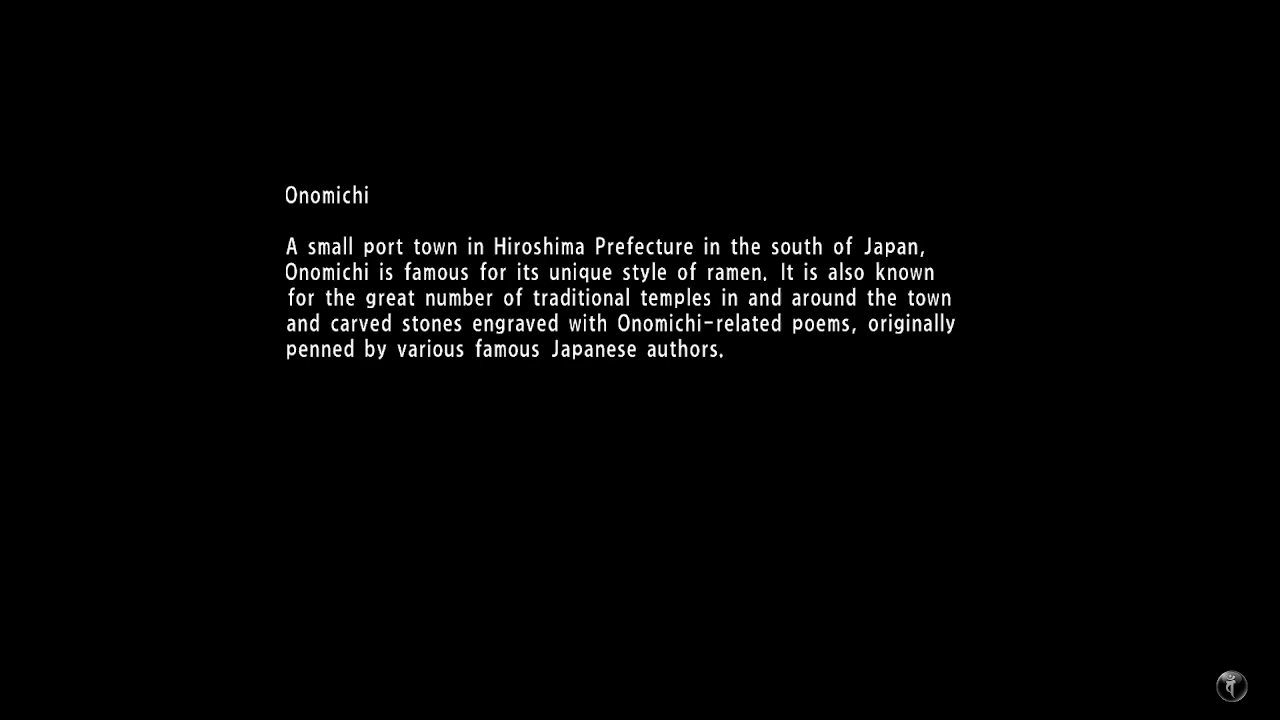 Onomichi
A small port town in Hiroshima Prefecture in the south of Japan,
Onomichi is famous for its unique style of ramen. It is also known
for the great number of traditional temples in and around the town
and carved stones engraved with Onomichi-related poems, originally
penned by various famous Japanese authors.